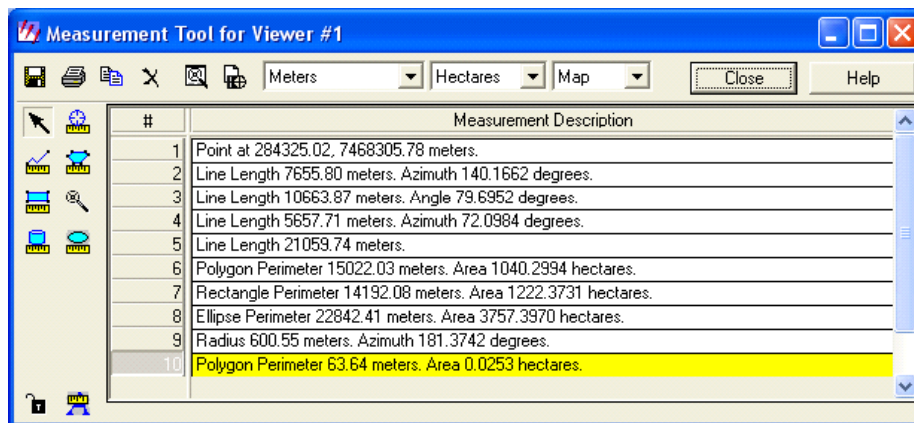 Measurement Tool for Viewer #1
Meters Hectares Map Close Help
# Measurement Description
1 Point at 284325.02, 7468305.78 meters.
2 Line Length 7655.80 meters. Azimuth 140.1662 degrees.
3 Line Length 10663.87 meters. Angle 79.6952 degrees.
4 Line Length 5657.71 meters. Azimuth 72.0984 degrees.
5 Line Length 21059.74 meters.
6 Polygon Perimeter 15022.03 meters. Area 1040.2994 hectares.
7 Rectangle Perimeter 14192.08 meters. Area 1222.3731 hectares.
8 Ellipse Perimeter 22842.41 meters. Area 3757.3970 hectares.
9 Radius 600.55 meters. Azimuth 181.3742 degrees.
10 Polygon Perimeter 63.64 meters. Area 0.0253 hectares.